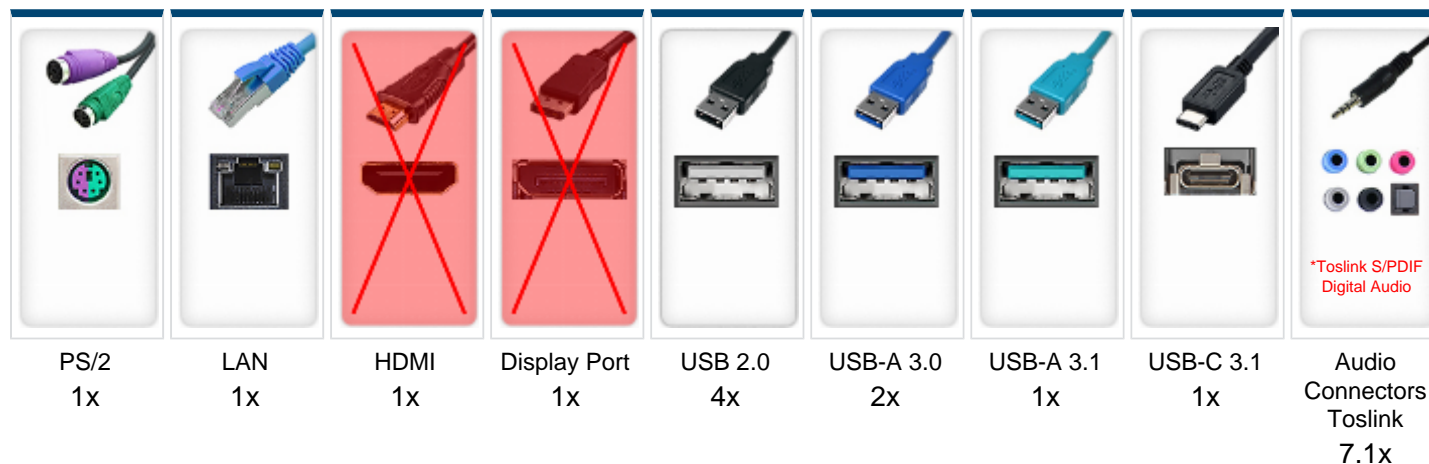 *Toslink S/PDIF
Digital Audio
PS/2
1x
LAN
1x
HDMI
1x
Display Port
1x
USB 2.0
4x
USB-A 3.0
2x
USB-A 3.1
1x
USB-C 3.1
1x
Audio
Connectors
Toslink
7.1x